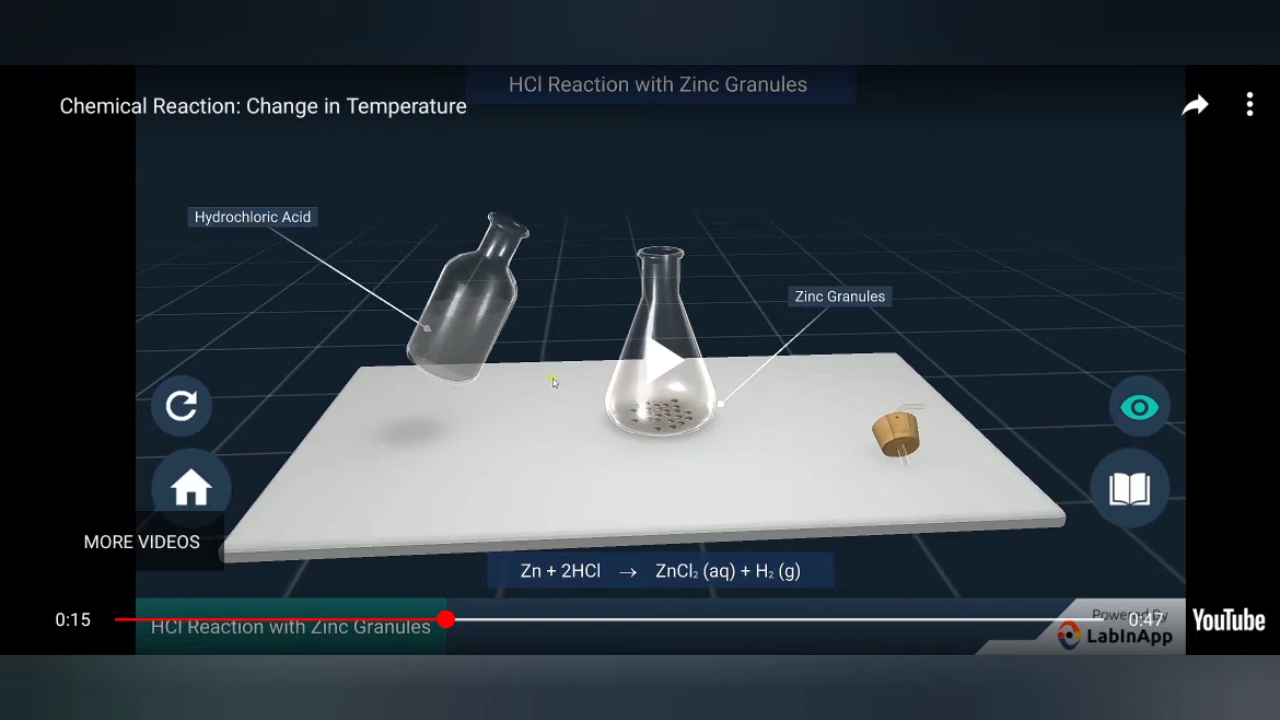 HCl Reaction with Zinc Granules
Chemical Reaction: Change in Temperature
Hydrochloric Acid
Zinc Granules
MORE VIDEOS
Zn + 2HCl → ZnCl₂ (aq) + H₂ (g)
0:15
0:47
YouTube
HCl Reaction with Zinc Granules
Powered By
LabInApp